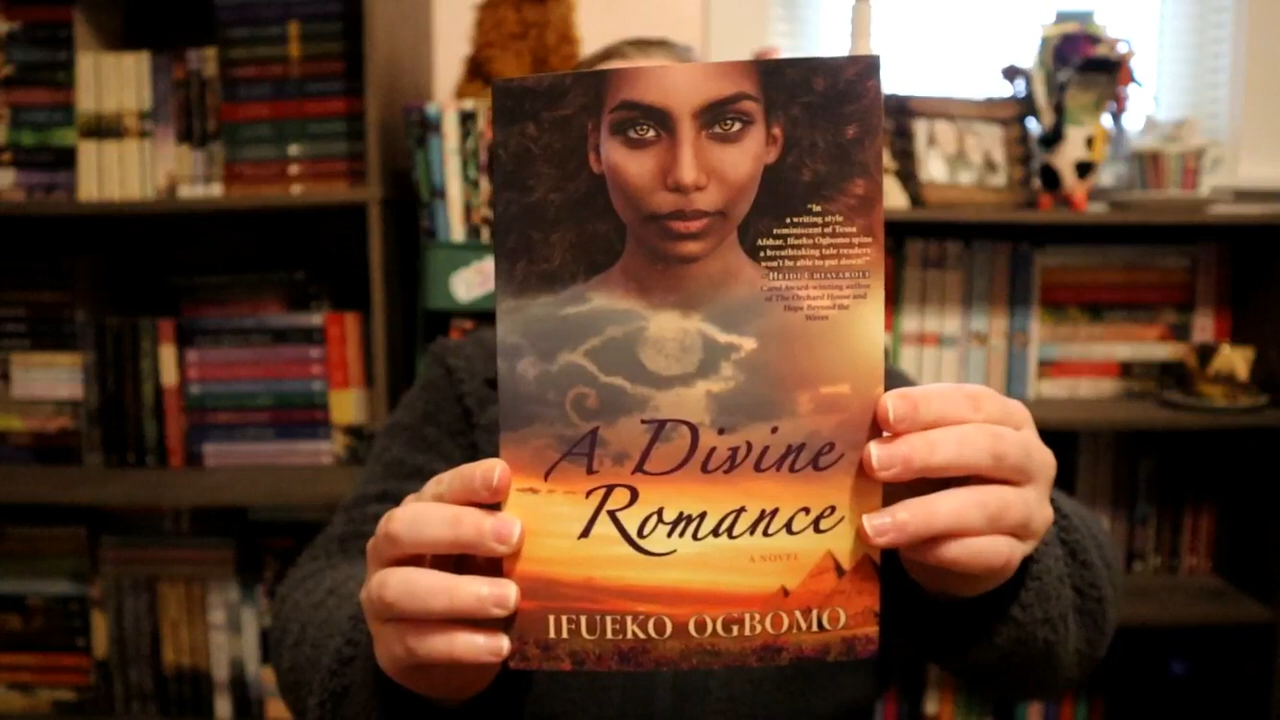 "In
a writing style
reminiscent of Tessa
Afshar, Ifueko Ogbomo spins
a breathtaking tale readers
won't be able to put down!"
—HEIDI CHIAVAROLI
Carol Award-winning author
of The Orchard House and
Hope Beyond the
Waves
A Divine
Romance
A NOVEL
IFUEKO OGBOMO